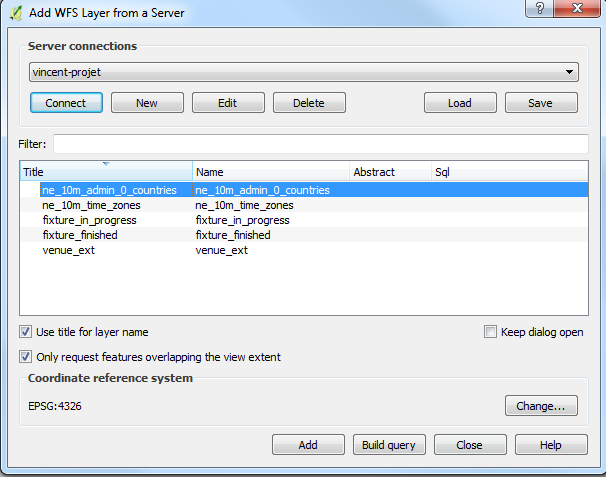 Add WFS Layer from a Server
Server connections
vincent-projet
Connect New Edit Delete Load Save
Filter:
Title Name Abstract Sql
ne_10m_admin_0_countries ne_10m_admin_0_countries
ne_10m_time_zones ne_10m_time_zones
fixture_in_progress fixture_in_progress
fixture_finished fixture_finished
venue_ext venue_ext
Use title for layer name Keep dialog open
Only request features overlapping the view extent
Coordinate reference system
EPSG:4326 Change...
Add Build query Close Help